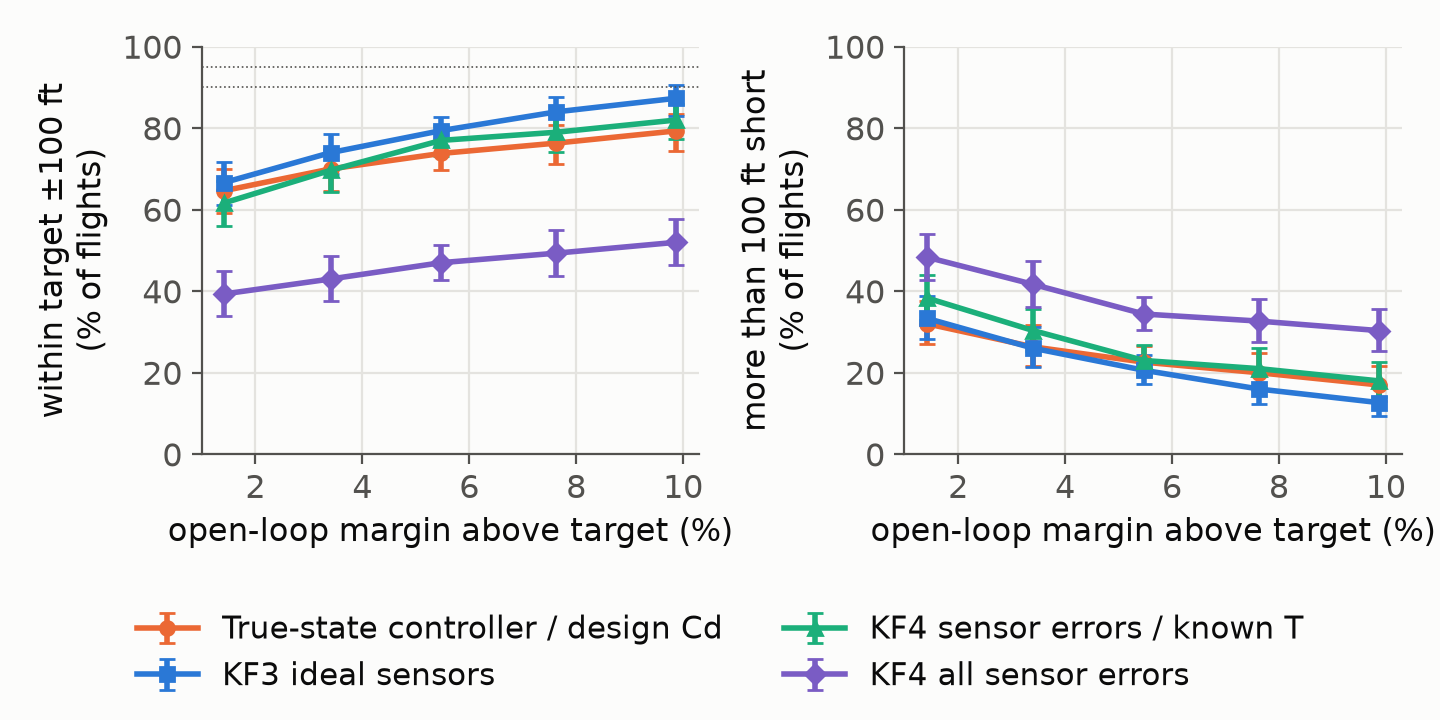 within target ±100 ft
(% of flights)
100
80
60
40
20
0
2 4 6 8 10
open-loop margin above target (%)
more than 100 ft short
(% of flights)
100
80
60
40
20
0
2 4 6 8 10
open-loop margin above target (%)
True-state controller / design Cd
KF3 ideal sensors
KF4 sensor errors / known T
KF4 all sensor errors